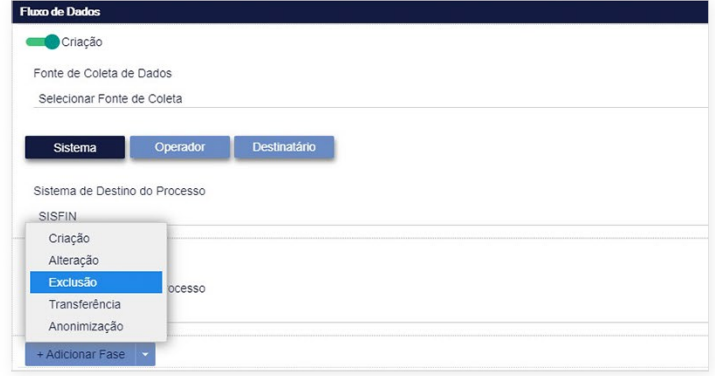 Fluxo de Dados
Criação
Fonte de Coleta de Dados
Selecionar Fonte de Coleta
Sistema Operador Destinatário
Sistema de Destino do Processo
SISFIN
Criação
Alteração
Exclusão
ocesso
Transferência
Anonimização
+ Adicionar Fase